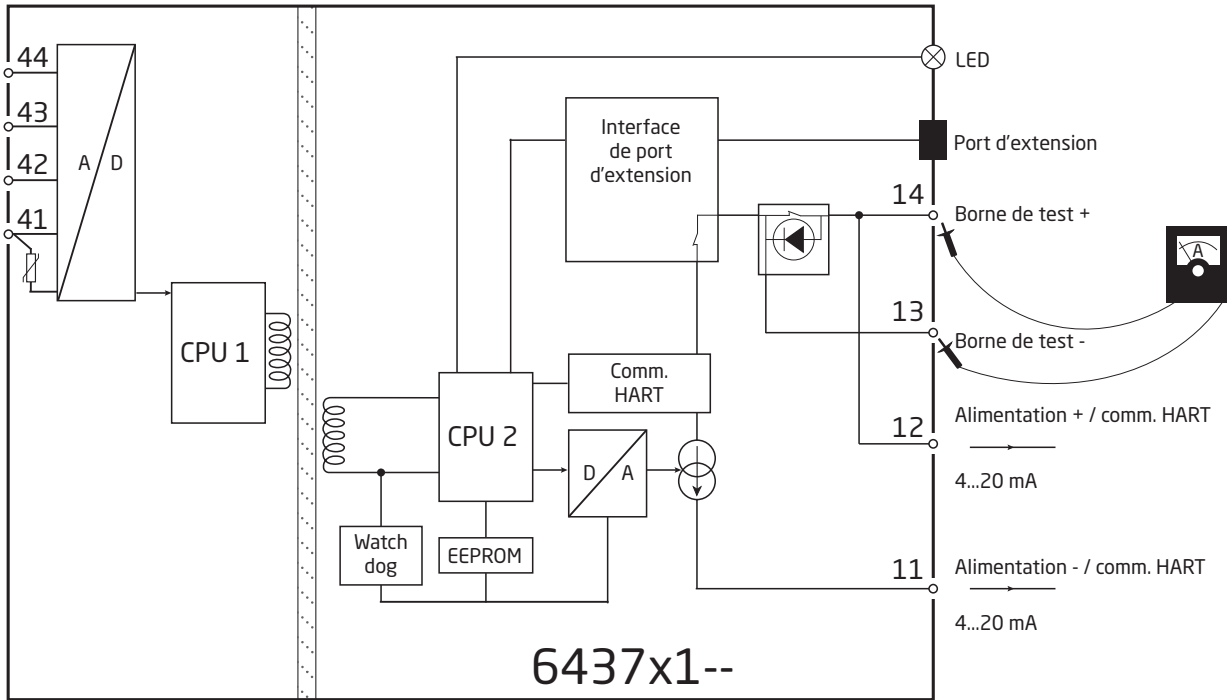 44
43
42
41
A
D
CPU 1
LED
Interface
de port
d'extension
Port d'extension
14
Borne de test +
A
13
Borne de test -
Comm.
HART
CPU 2
D
A
Alimentation + / comm. HART
12
4...20 mA
Watch
dog
EEPROM
11
Alimentation - / comm. HART
4...20 mA
6437x1--